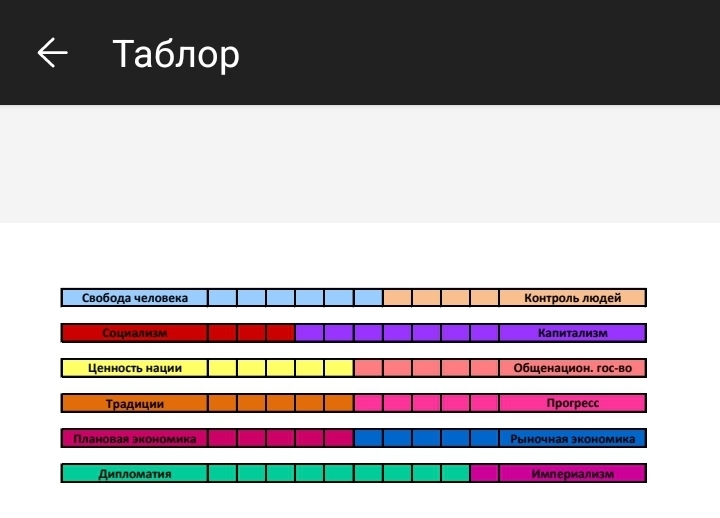 Таблор
Свобода человека Контроль людей
Социализм Капитализм
Ценность нации Общенацион. гос-во
Традиции Прогресс
Плановая экономика Рыночная экономика
Дипломатия Империализм